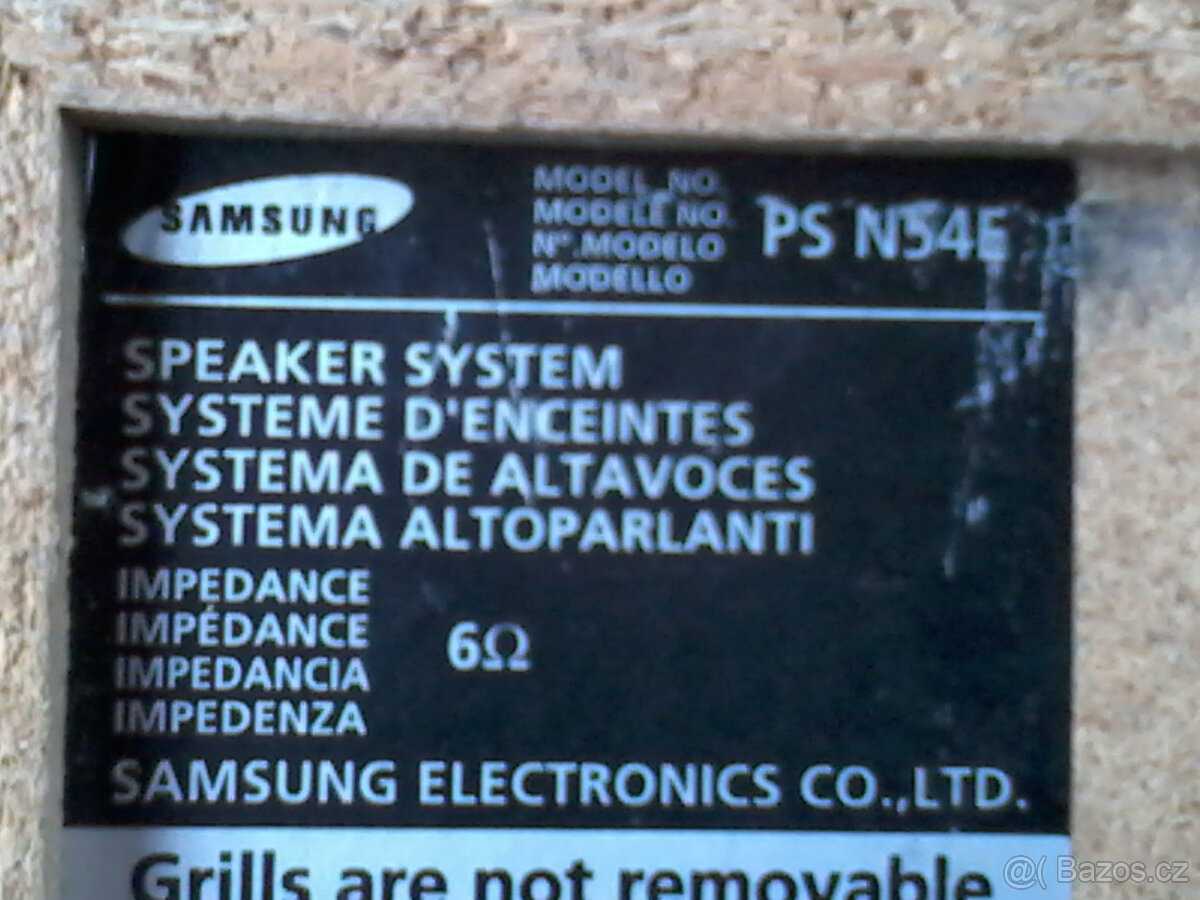 SAMSUNG
MODEL NO.
MODELE NO.
N°.MODELO
MODELLO
PS N54E
SPEAKER SYSTEM
SYSTEME D'ENCEINTES
SYSTEMA DE ALTAVOCES
SYSTEMA ALTOPARLANTI
IMPEDANCE
IMPÉDANCE
IMPEDANCIA
IMPEDENZA
6Ω
SAMSUNG ELECTRONICS CO.,LTD.
Grills are not removable
@( Bazos.cz